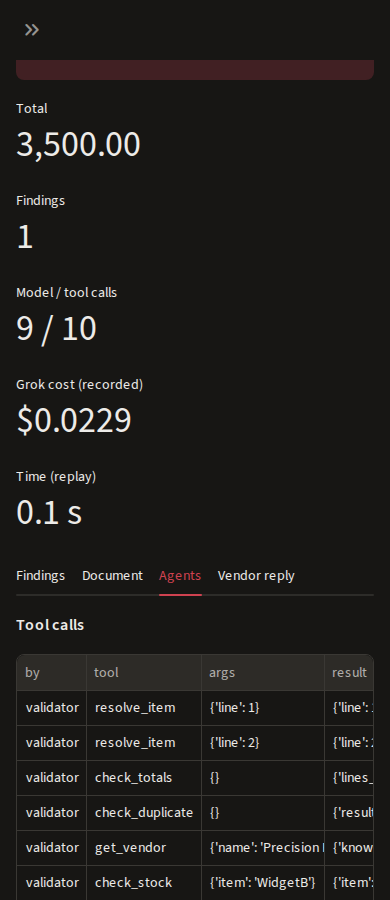 »
Total
3,500.00
Findings
1
Model / tool calls
9 / 10
Grok cost (recorded)
$0.0229
Time (replay)
0.1 s
Findings Document Agents Vendor reply
Tool calls
by tool args result
validator resolve_item {'line': 1} {'line':
validator resolve_item {'line': 2} {'line':
validator check_totals {} {'lines_
validator check_duplicate {} {'result
validator get_vendor {'name': 'Precision {'know
validator check_stock {'item': 'WidgetB'} {'item':